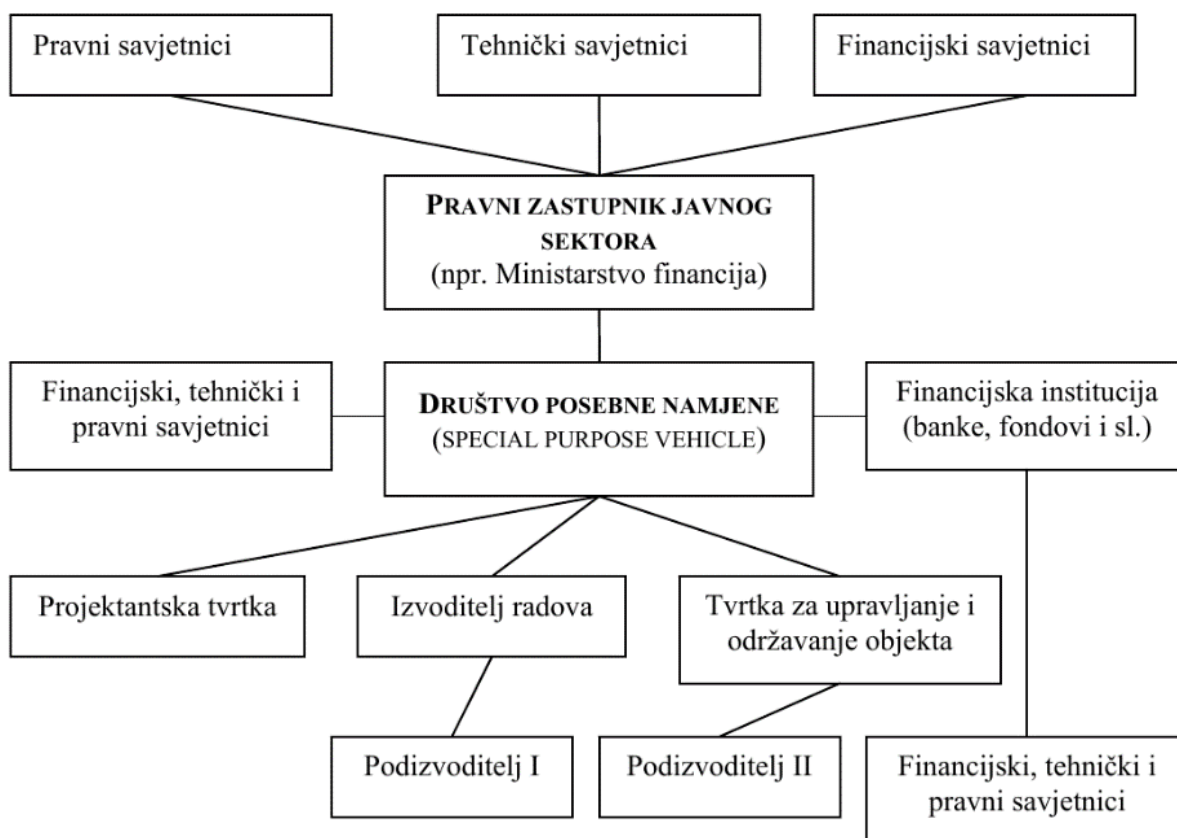 Pravni savjetnici
Tehnički savjetnici
Financijski savjetnici
PRAVNI ZASTUPNIK JAVNOG
SEKTORA
(npr. Ministarstvo financija)
Financijski, tehnički i
pravni savjetnici
DRUŠTVO POSEBNE NAMJENE
(SPECIAL PURPOSE VEHICLE)
Financijska institucija
(banke, fondovi i sl.)
Projektantska tvrtka
Izvoditelj radova
Tvrtka za upravljanje i
održavanje objekta
Podizvoditelj I
Podizvoditelj II
Financijski, tehnički i
pravni savjetnici